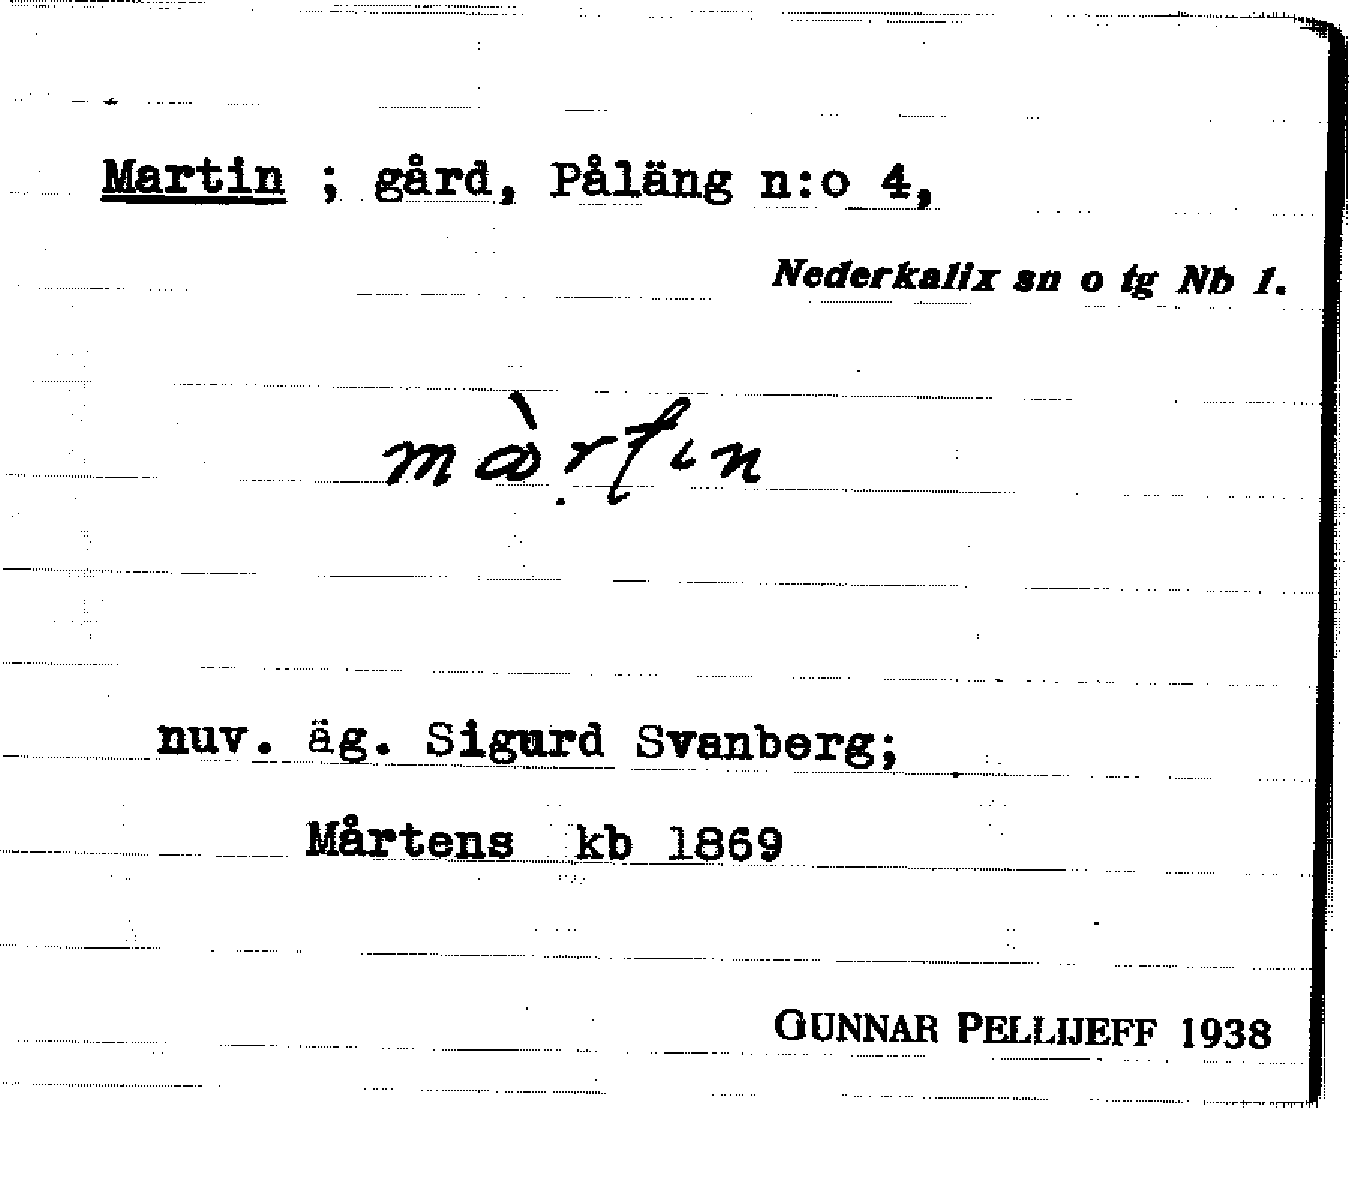 Martin ; gård, Påläng n:o 4,
Nederkalix sn o tg Nb 1.
mὰrtin
nuv. äg. Sigurd Svanberg;
Mårtens kb 1869
GUNNAR PELLIJEFF 1938